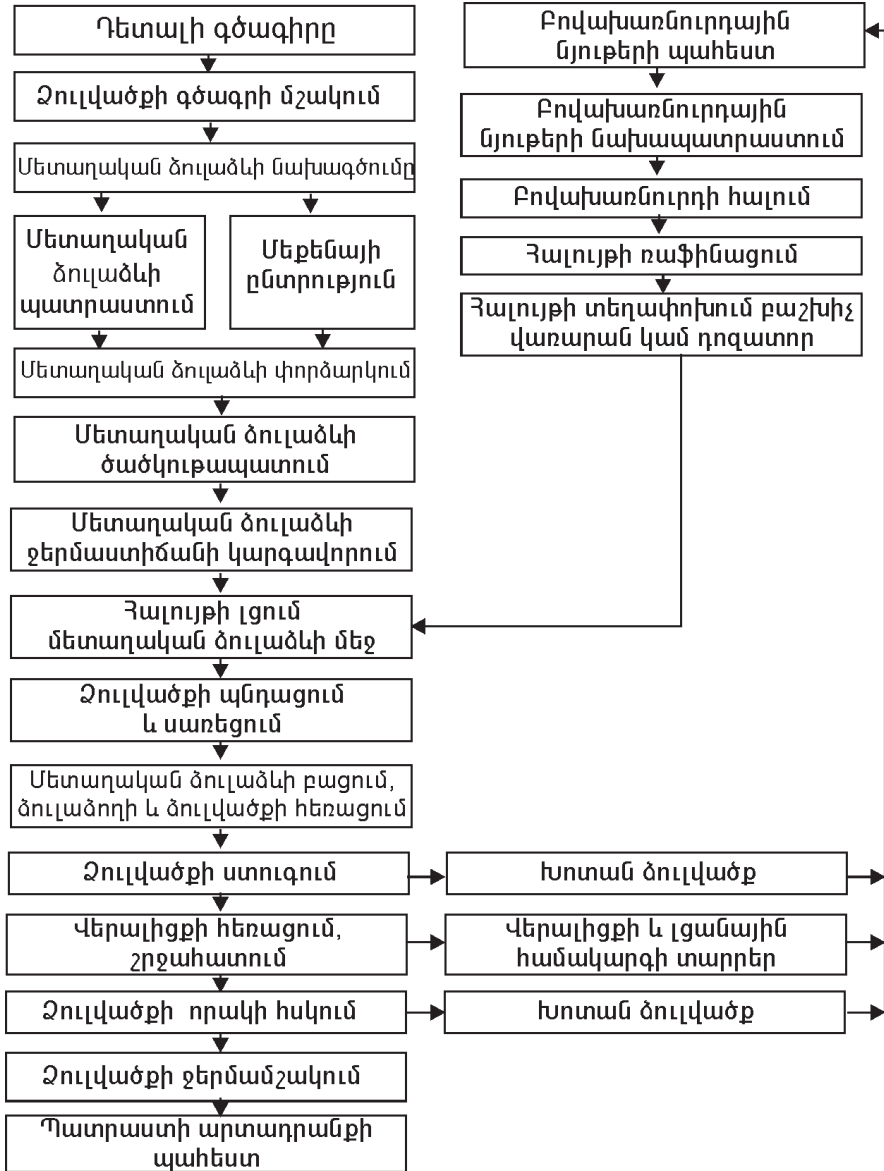 Դետալի գծագիրը
Ձուլվածքի գծագրի մշակում
Մետաղական ձուլաձևի նախագծումը
Մետաղական
ձուլաձևի
պատրաստում
Մեքենայի
ընտրություն
Մետաղական ձուլաձևի փորձարկում
Մետաղական ձուլաձևի
ծածկութապատում
Մետաղական ձուլաձևի
ջերմաստիճանի կարգավորում
Հալույթի լցում
մետաղական ձուլաձևի մեջ
Ձուլվածքի պնդացում
և սառեցում
Մետաղական ձուլաձևի բացում,
ձուլաձողի և ձուլվածքի հեռացում
Ձուլվածքի ստուգում
Վերալիցքի հեռացում,
շրջահատում
Ձուլվածքի որակի հսկում
Ձուլվածքի ջերմամշակում
Պատրաստի արտադրանքի
պահեստ
Բովախառնուրդային
նյութերի պահեստ
Բովախառնուրդային
նյութերի նախապատրաստում
Բովախառնուրդի հալում
Հալույթի ռաֆինացում
Հալույթի տեղափոխում բաշխիչ
վառարան կամ դոզատոր
Խոտան ձուլվածք
Վերալիցքի և լցանային
համակարգի տարրեր
Խոտան ձուլվածք